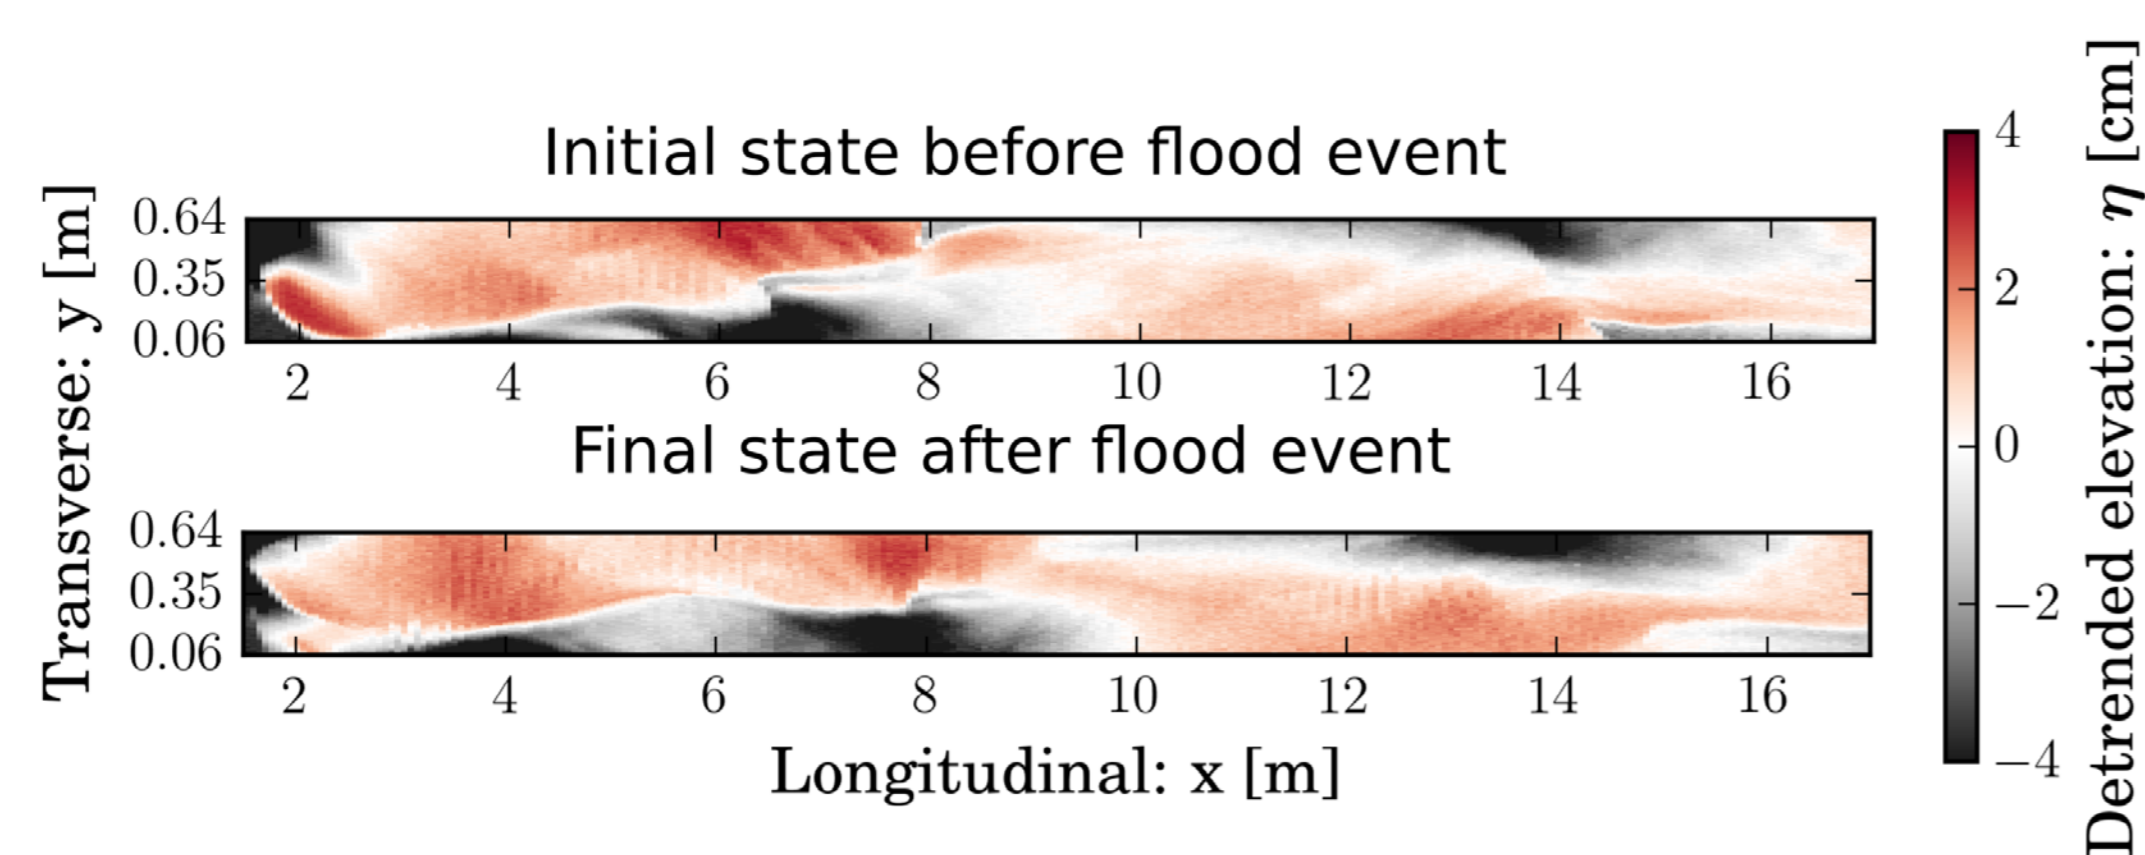 Initial state before flood event
0.64
0.35
0.06
2 4 6 8 10 12 14 16
Final state after flood event
0.64
0.35
0.06
2 4 6 8 10 12 14 16
Longitudinal: x [m]
Transverse: y [m]
4
2
0
−2
−4
Detrended elevation: η [cm]